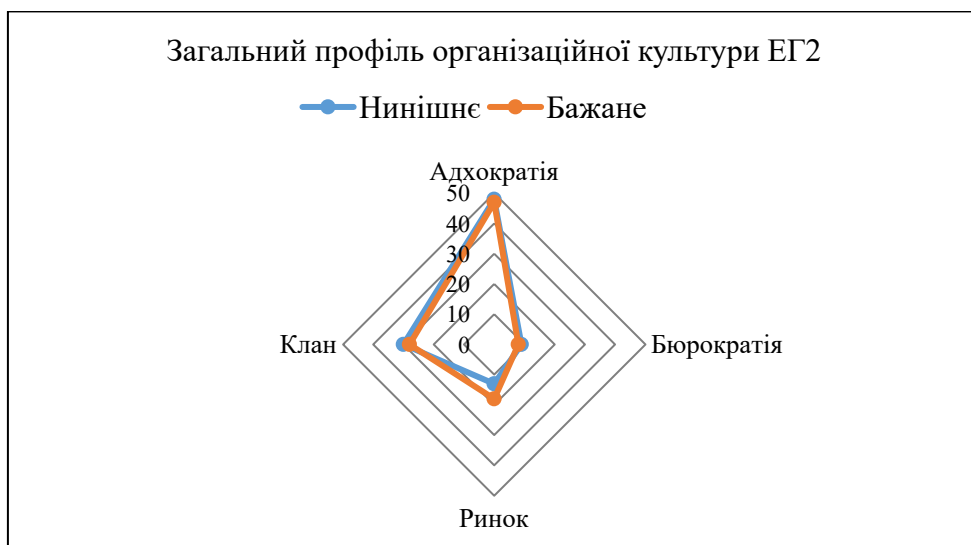 Загальний профіль організаційної культури ЕГ2
Нинішнє Бажане
Адхократія
50
40
30
20
10
0
Клан
Бюрократія
Ринок